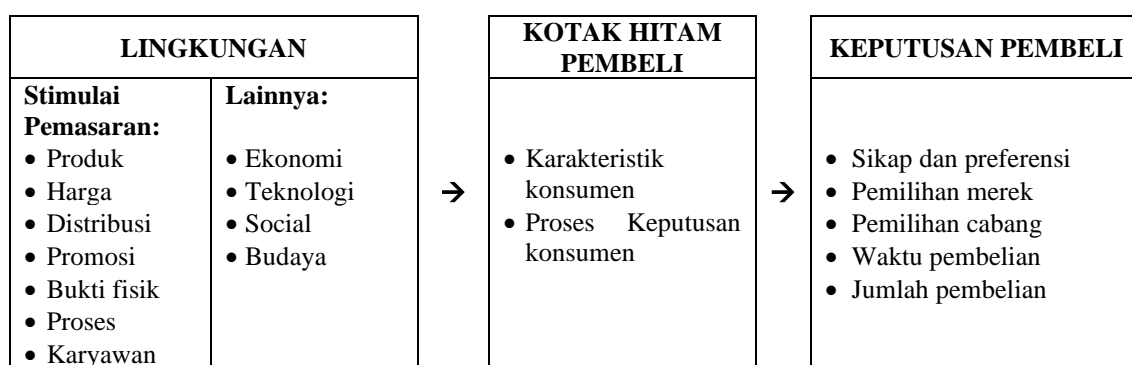 LINGKUNGAN
Stimulai
Pemasaran:
• Produk
• Harga
• Distribusi
• Promosi
• Bukti fisik
• Proses
• Karyawan
Lainnya:
• Ekonomi
• Teknologi
• Social
• Budaya
→
KOTAK HITAM
PEMBELI
• Karakteristik
konsumen
• Proses Keputusan
konsumen
→
KEPUTUSAN PEMBELI
• Sikap dan preferensi
• Pemilihan merek
• Pemilihan cabang
• Waktu pembelian
• Jumlah pembelian